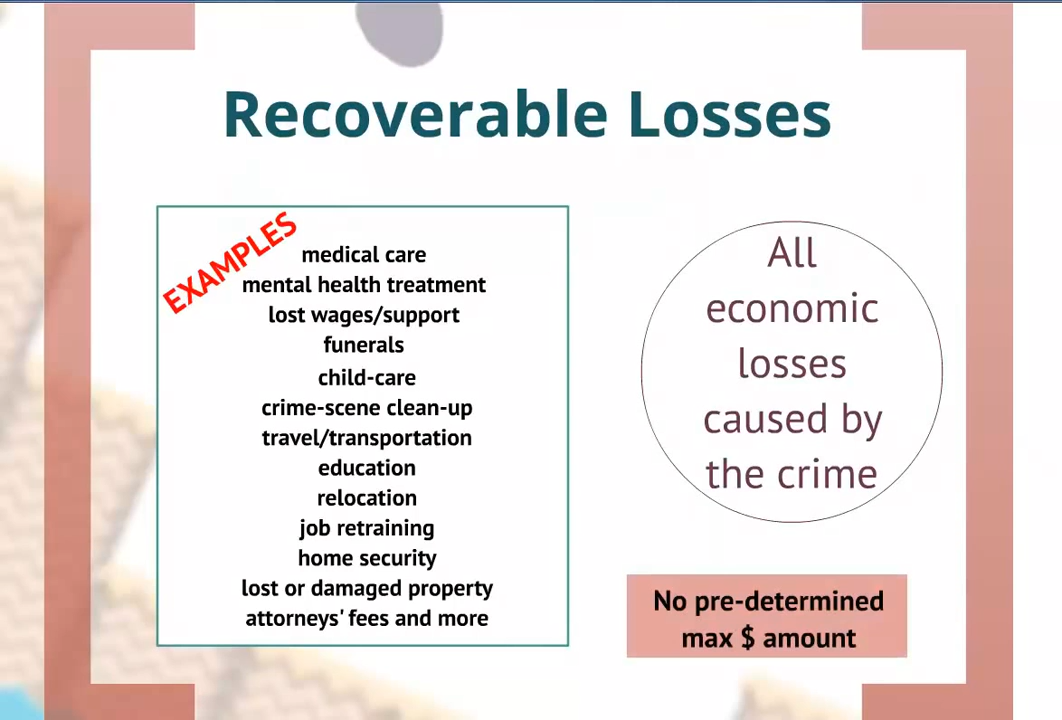 Recoverable Losses
EXAMPLES
medical care
mental health treatment
lost wages/support
funerals
child-care
crime-scene clean-up
travel/transportation
education
relocation
job retraining
home security
lost or damaged property
attorneys' fees and more
All
economic
losses
caused by
the crime
No pre-determined
max $ amount